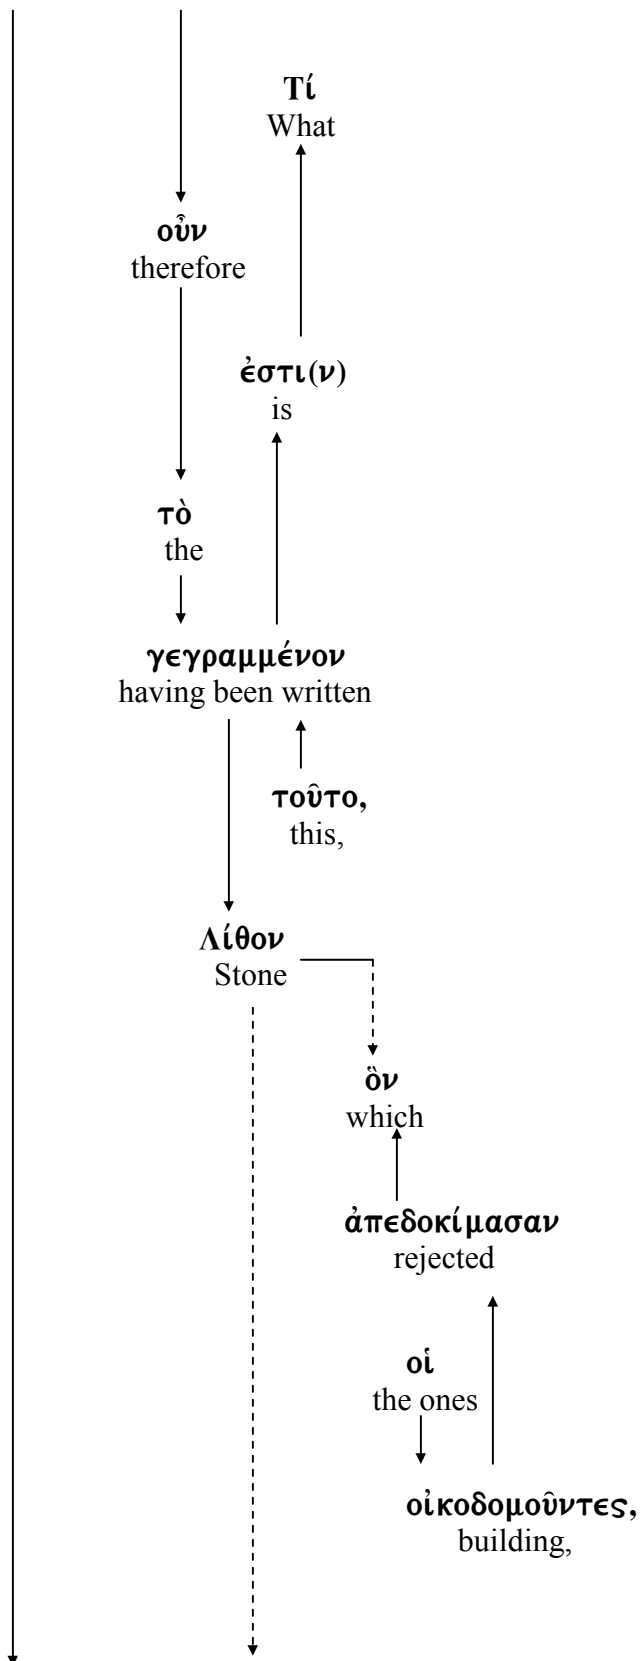 Τί
What
οὖν
therefore
ἐστι(ν)
is
τὸ
the
γεγραμμένον
having been written
τοῦτο,
this,
Λίθον
Stone
ὃν
which
ἀπεδοκίμασαν
rejected
οἱ
the ones
οἰκοδομοῦντες,
building,